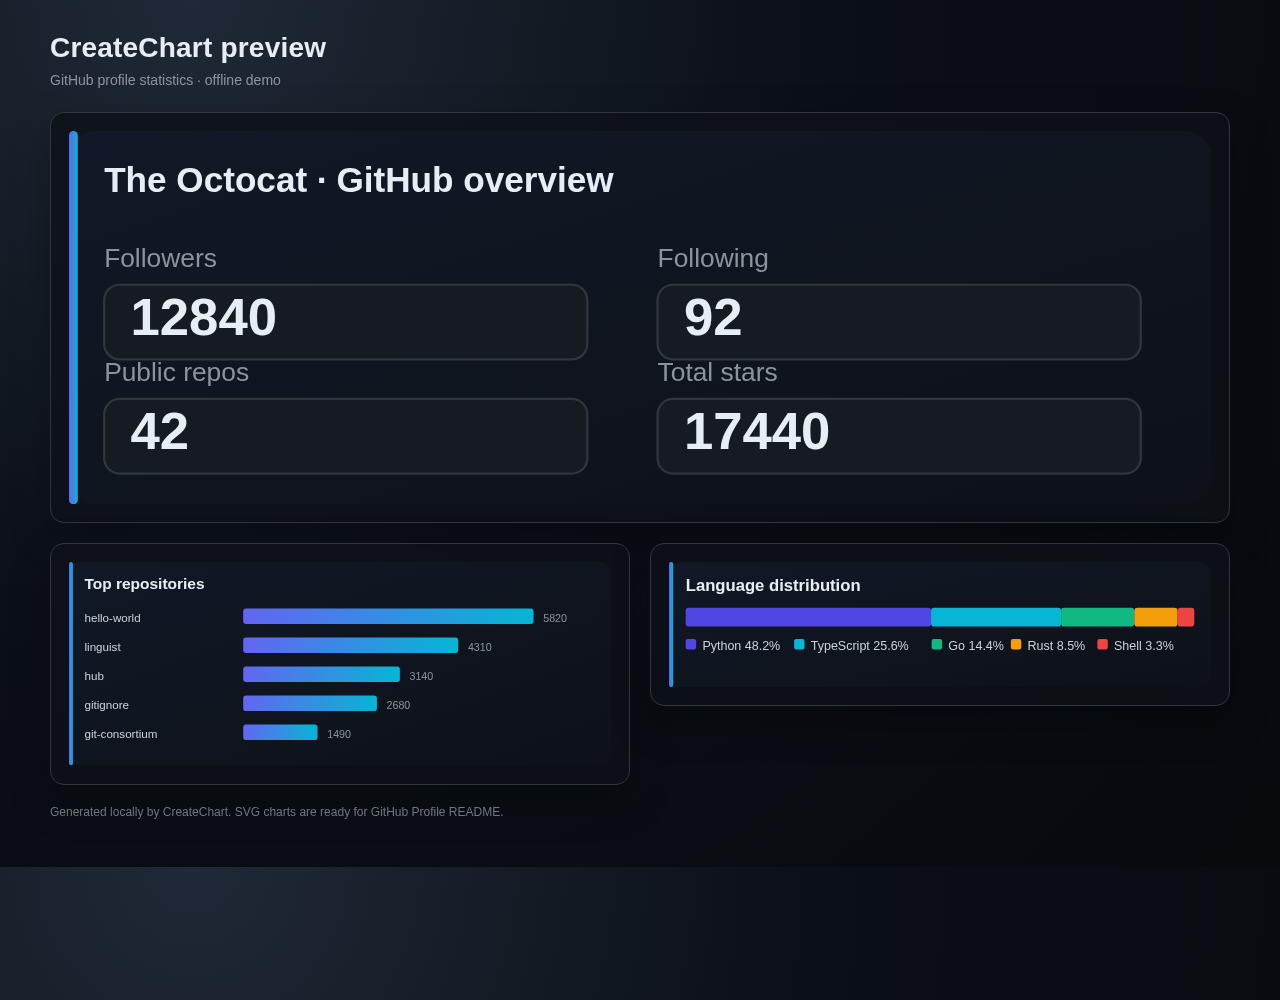 CreateChart preview
GitHub profile statistics · offline demo
The Octocat · GitHub overview
Followers
Following
12840
92
Public repos
Total stars
42
17440
Top repositories
hello-world 5820
linguist 4310
hub 3140
gitignore 2680
git-consortium 1490
Language distribution
Python 48.2% TypeScript 25.6% Go 14.4% Rust 8.5% Shell 3.3%
Generated locally by CreateChart. SVG charts are ready for GitHub Profile README.